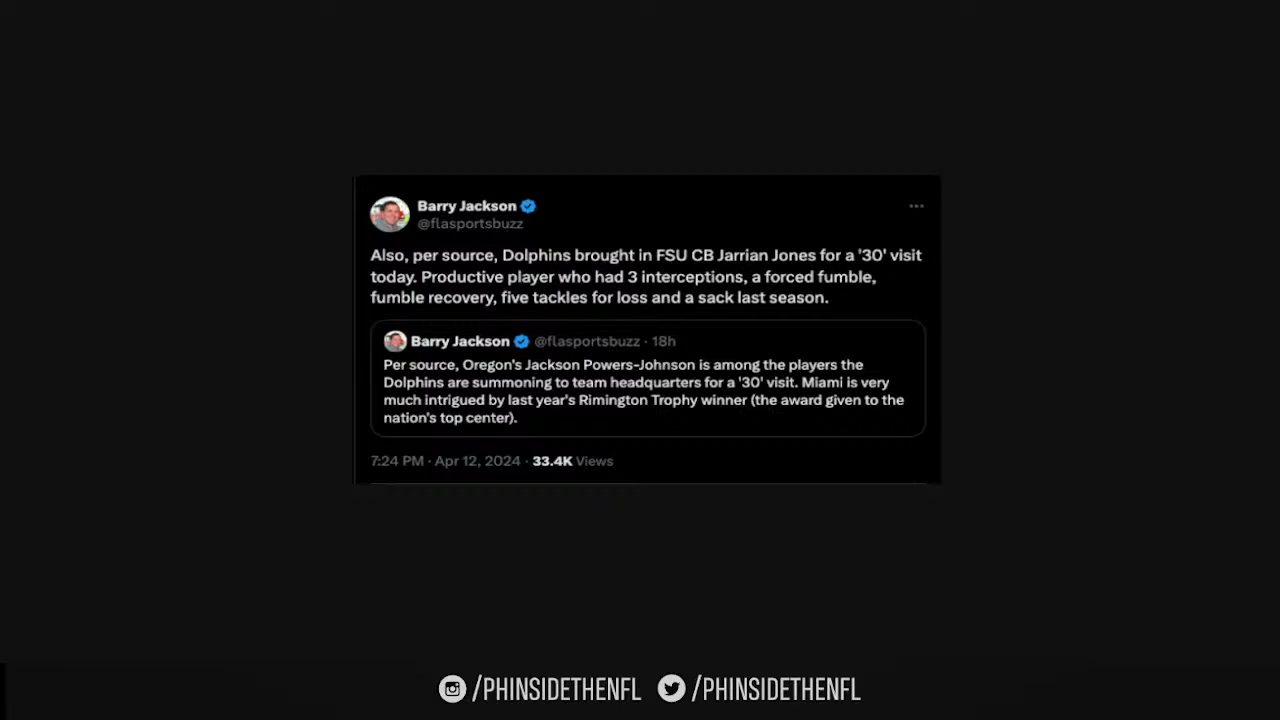 Barry Jackson
@flasportsbuzz
Also, per source, Dolphins brought in FSU CB Jarrian Jones for a '30' visit
today. Productive player who had 3 interceptions, a forced fumble,
fumble recovery, five tackles for loss and a sack last season.
Barry Jackson @flasportsbuzz · 18h
Per source, Oregon's Jackson Powers-Johnson is among the players the
Dolphins are summoning to team headquarters for a '30' visit. Miami is very
much intrigued by last year's Rimington Trophy winner (the award given to the
nation's top center).
7:24 PM · Apr 12, 2024 · 33.4K Views
/PHINSIDETHENFL /PHINSIDETHENFL